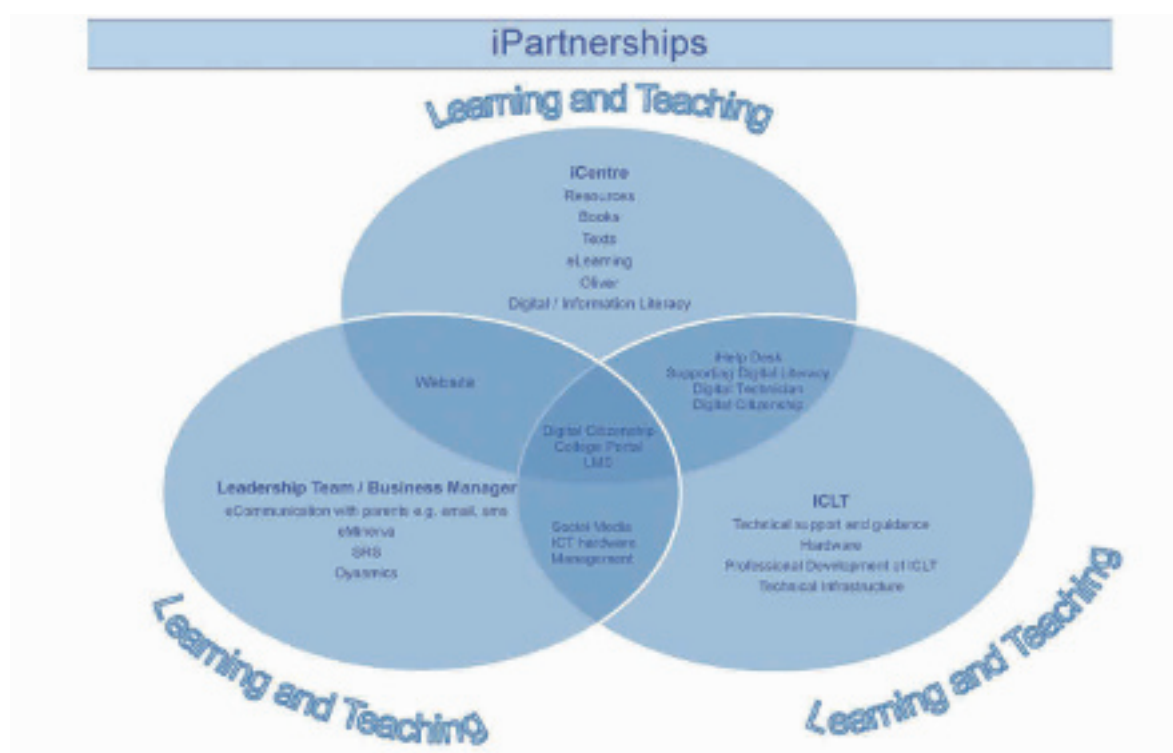 iPartnerships
Learning and Teaching
iCentre
Resources
Books
Texts
eLearning
Oliver
Digital / Information Literacy
Website
iHelp Desk
Supporting Digital Literacy
Digital Technician
Digital Citizenship
Digital Citizenship
College Portal
LMS
Leadership Team / Business Manager
eCommunication with parents e.g. email, sms
eMinerva
SRS
Dynamics
Social Media
ICT hardware
Management
ICLT
Technical support and guidance
Hardware
Professional Development of ICLT
Technical Infrastructure
Learning and Teaching
Learning and Teaching